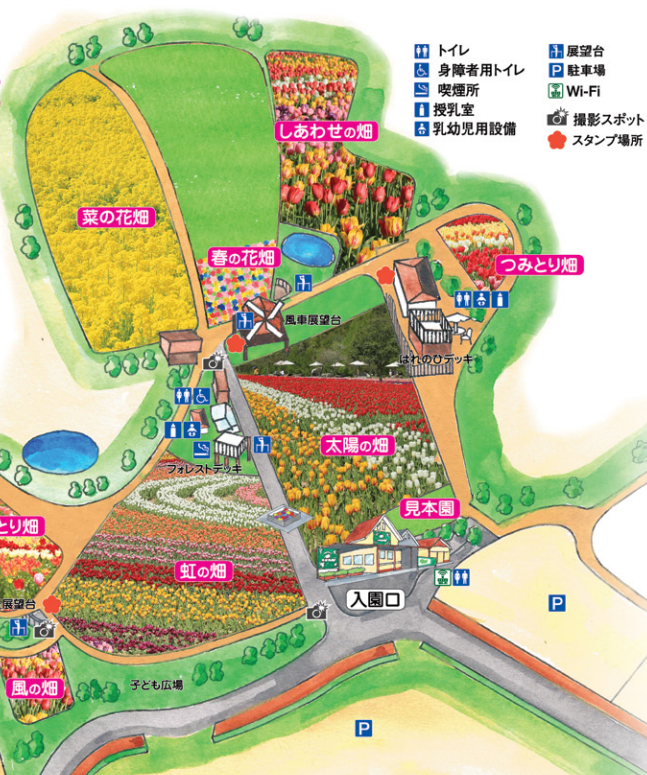 トイレ
身障者用トイレ
喫煙所
授乳室
乳幼児用設備
展望台
P 駐車場
Wi-Fi
撮影スポット
スタンプ場所
しあわせの畑
菜の花畑
春の花畑
つみとり畑
風車展望台
はれのひデッキ
太陽の畑
フォレストデッキ
見本園
とり畑
虹の畑
入園口
P
展望台
風の畑
子ども広場
P